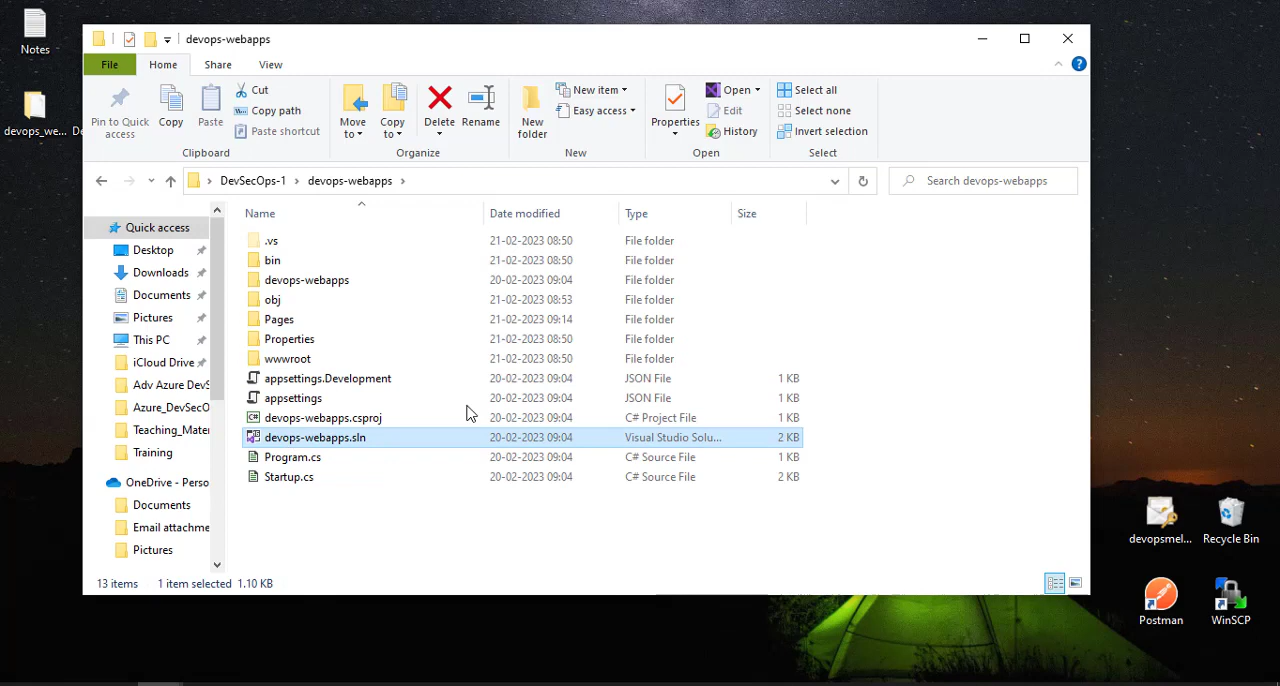 Notes
devops_we...
devops-webapps
File Home Share View
Pin to Quick access
Copy
Paste
Cut
Copy path
Paste shortcut
Clipboard
Move to
Copy to
Delete
Rename
Organize
New folder
New item
Easy access
New
Properties
Open
Edit
History
Open
Select all
Select none
Invert selection
Select
DevSecOps-1 devops-webapps
Search devops-webapps
Quick access
Desktop
Downloads
Documents
Pictures
This PC
iCloud Drive
Adv Azure DevS
Azure_DevSecO
Teaching_Mater
Training
OneDrive - Perso
Documents
Email attachme
Pictures
Name Date modified Type Size
.vs 21-02-2023 08:50 File folder
bin 21-02-2023 08:50 File folder
devops-webapps 20-02-2023 09:04 File folder
obj 21-02-2023 08:53 File folder
Pages 21-02-2023 09:14 File folder
Properties 21-02-2023 08:50 File folder
wwwroot 21-02-2023 08:50 File folder
appsettings.Development 20-02-2023 09:04 JSON File 1 KB
appsettings 20-02-2023 09:04 JSON File 1 KB
devops-webapps.csproj 20-02-2023 09:04 C# Project File 1 KB
devops-webapps.sln 20-02-2023 09:04 Visual Studio Solu... 2 KB
Program.cs 20-02-2023 09:04 C# Source File 1 KB
Startup.cs 20-02-2023 09:04 C# Source File 2 KB
13 items 1 item selected 1.10 KB
devopsmel...
Recycle Bin
Postman
WinSCP